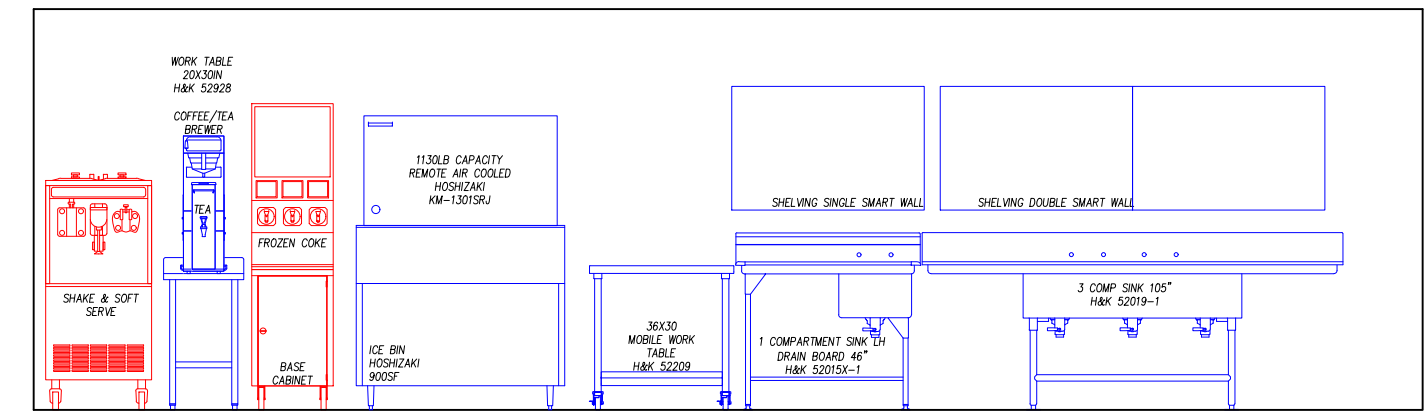 WORK TABLE
20X30IN
H&K 52928
COFFEE/TEA
BREWER
TEA
SHAKE & SOFT
SERVE
FROZEN COKE
BASE
CABINET
1130LB CAPACITY
REMOTE AIR COOLED
HOSHIZAKI
KM-1301SRJ
ICE BIN
HOSHIZAKI
900SF
36X30
MOBILE WORK
TABLE
H&K 52209
SHELVING SINGLE SMART WALL
1 COMPARTMENT SINK LH
DRAIN BOARD 46"
H&K 52015X-1
SHELVING DOUBLE SMART WALL
3 COMP SINK 105"
H&K 52019-1